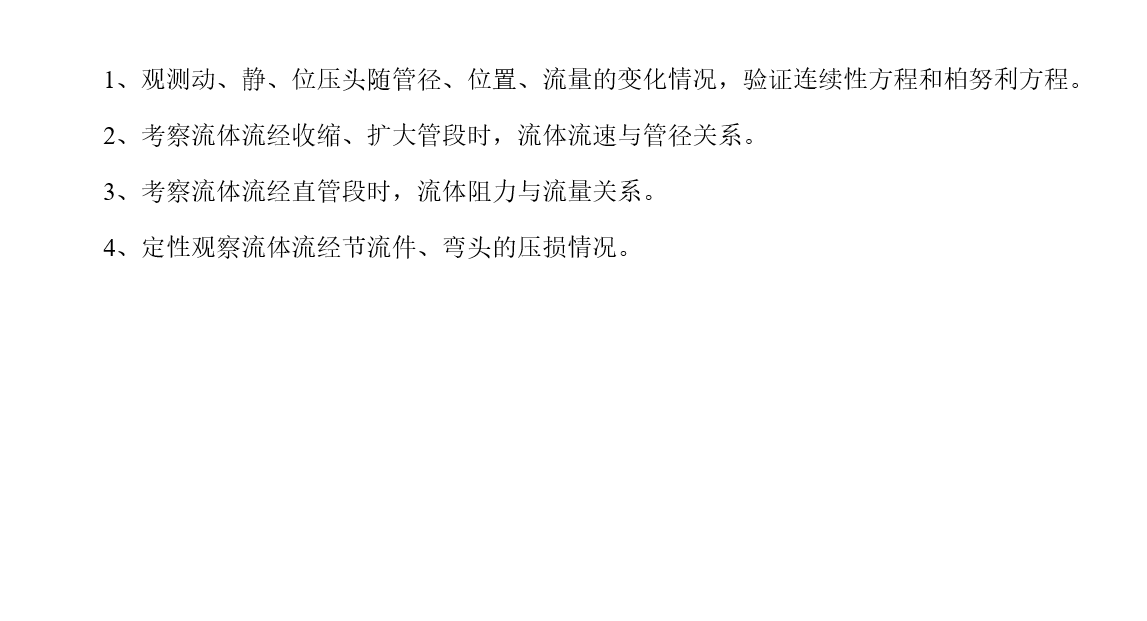 1、观测动、静、位压头随管径、位置、流量的变化情况，验证连续性方程和柏努利方程。
2、考察流体流经收缩、扩大管段时，流体流速与管径关系。
3、考察流体流经直管段时，流体阻力与流量关系。
4、定性观察流体流经节流件、弯头的压损情况。